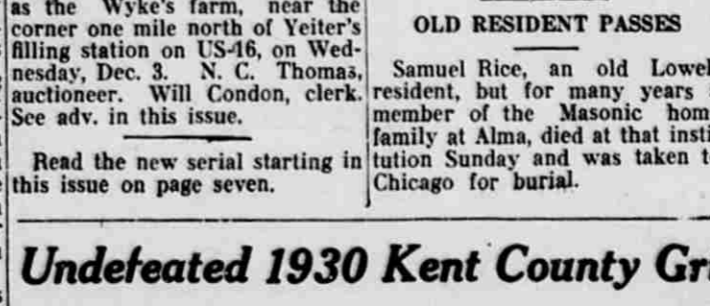 as the Wyke's farm, near the
corner one mile north of Yeiter's
filling station on US-16, on Wed-
nesday, Dec. 3. N. C. Thomas,
auctioneer. Will Condon, clerk.
See adv. in this issue.
Read the new serial starting in
this issue on page seven.
OLD RESIDENT PASSES
Samuel Rice, an old Lowel
resident, but for many years
member of the Masonic hom
family at Alma, died at that insti
tution Sunday and was taken t
Chicago for burial.
Undefeated 1930 Kent County Gr